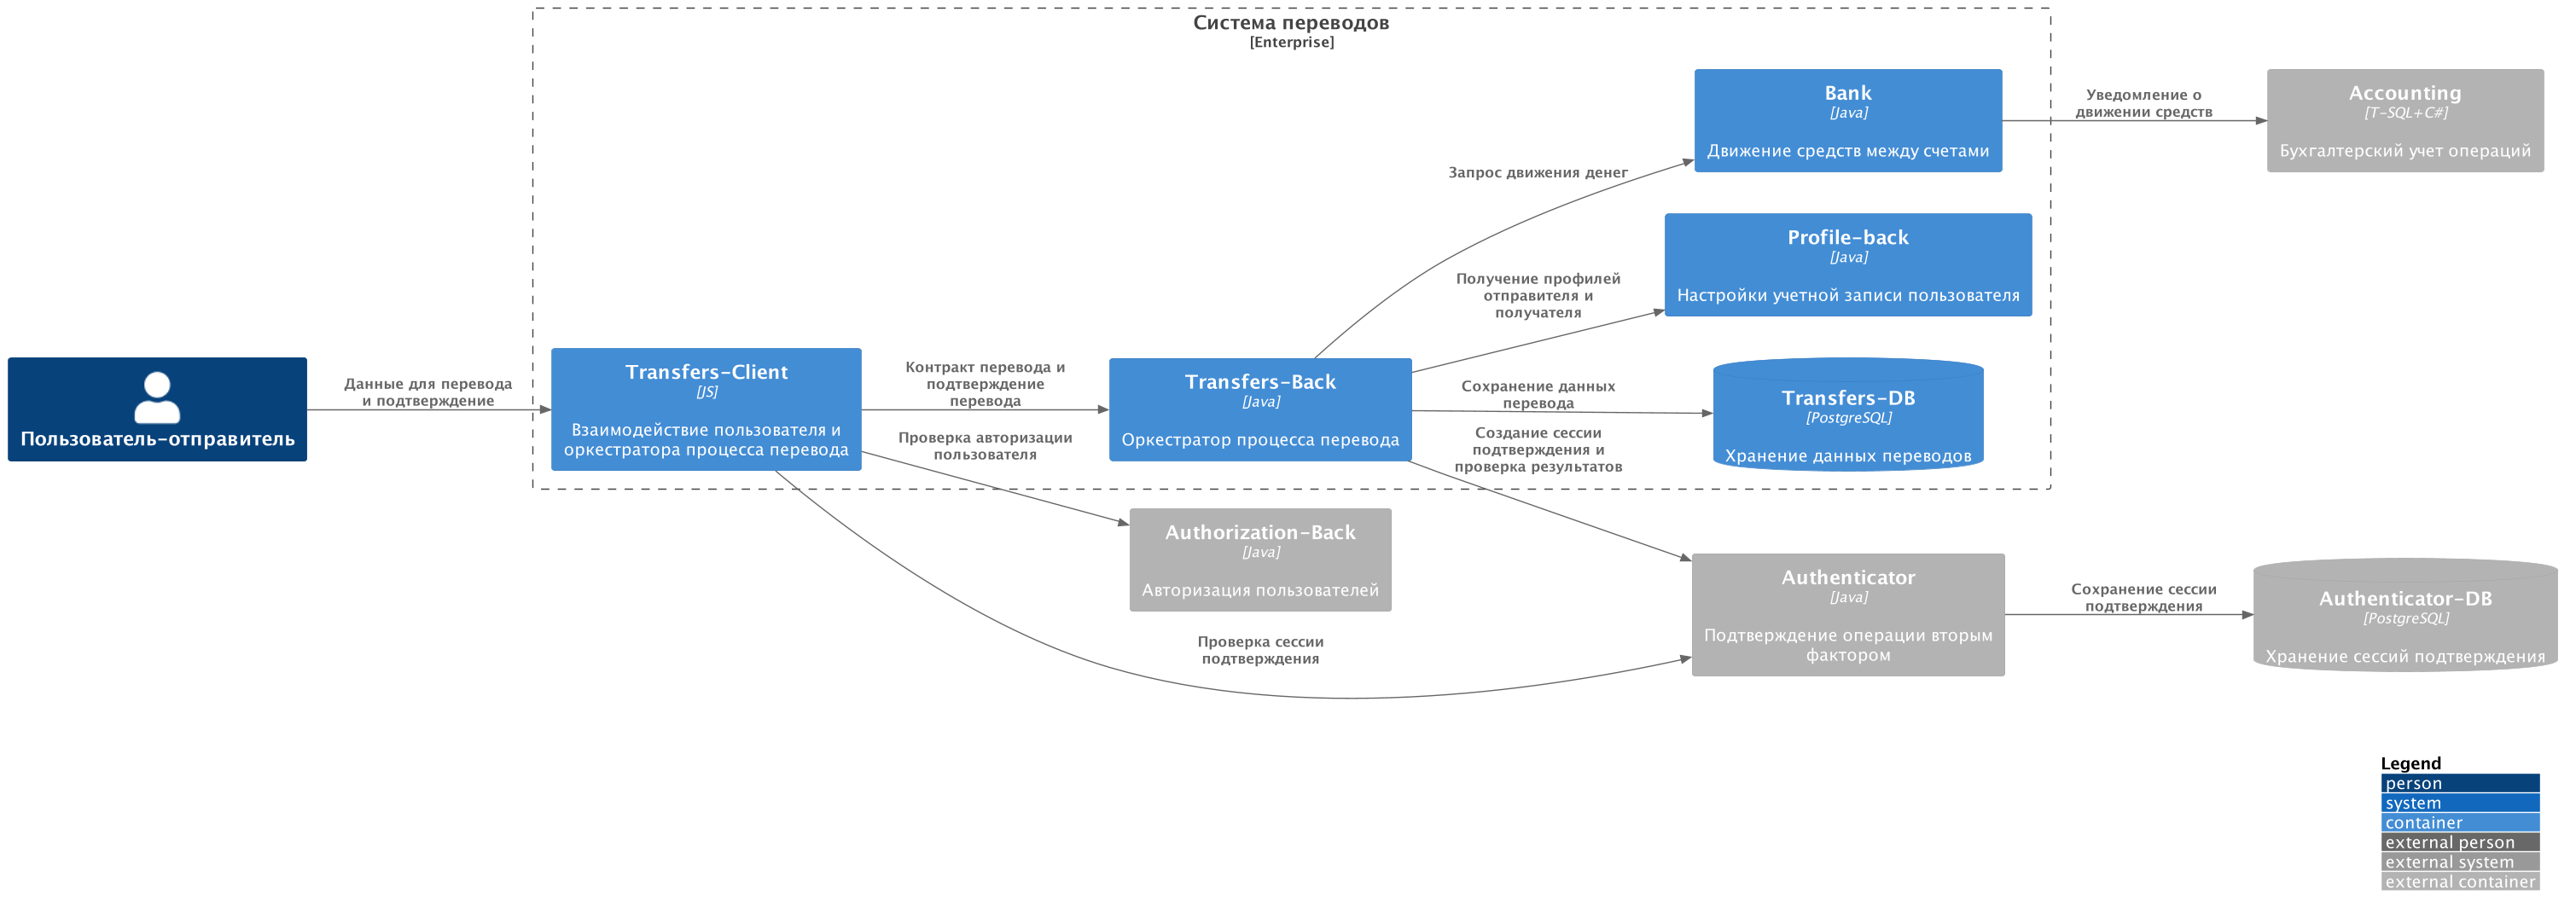 Система переводов
[Enterprise]
Bank
[Java]
Движение средств между счетами
Уведомление о
движении средств
Accounting
[T-SQL+C#]
Бухгалтерский учет операций
Запрос движения денег
Profile-back
[Java]
Настройки учетной записи пользователя
Получение профилей
отправителя и
получателя
Пользователь-отправитель
Данные для перевода
и подтверждение
Transfers-Client
[JS]
Взаимодействие пользователя и
оркестратора процесса перевода
Контракт перевода и
подтверждение
перевода
Transfers-Back
[Java]
Оркестратор процесса перевода
Сохранение данных
перевода
Transfers-DB
[PostgreSQL]
Хранение данных переводов
Проверка авторизации
пользователя
Создание сессии
подтверждения и
проверка результатов
Authorization-Back
[Java]
Авторизация пользователей
Authenticator
[Java]
Подтверждение операции вторым
фактором
Сохранение сессии
подтверждения
Authenticator-DB
[PostgreSQL]
Хранение сессий подтверждения
Проверка сессии
подтверждения
Legend
person
system
container
external person
external system
external container